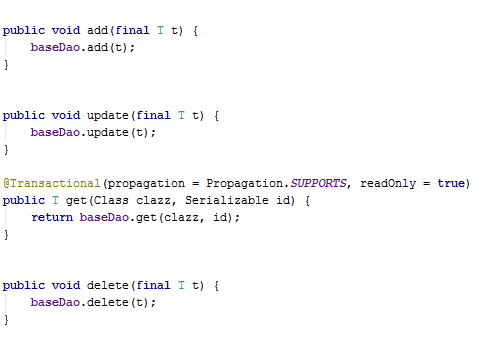 public void add(final T t) {
    baseDao.add(t);
}
public void update(final T t) {
    baseDao.update(t);
}
@Transactional(propagation = Propagation.SUPPORTS, readOnly = true)
public T get(Class clazz, Serializable id) {
    return baseDao.get(clazz, id);
}
public void delete(final T t) {
    baseDao.delete(t);
}